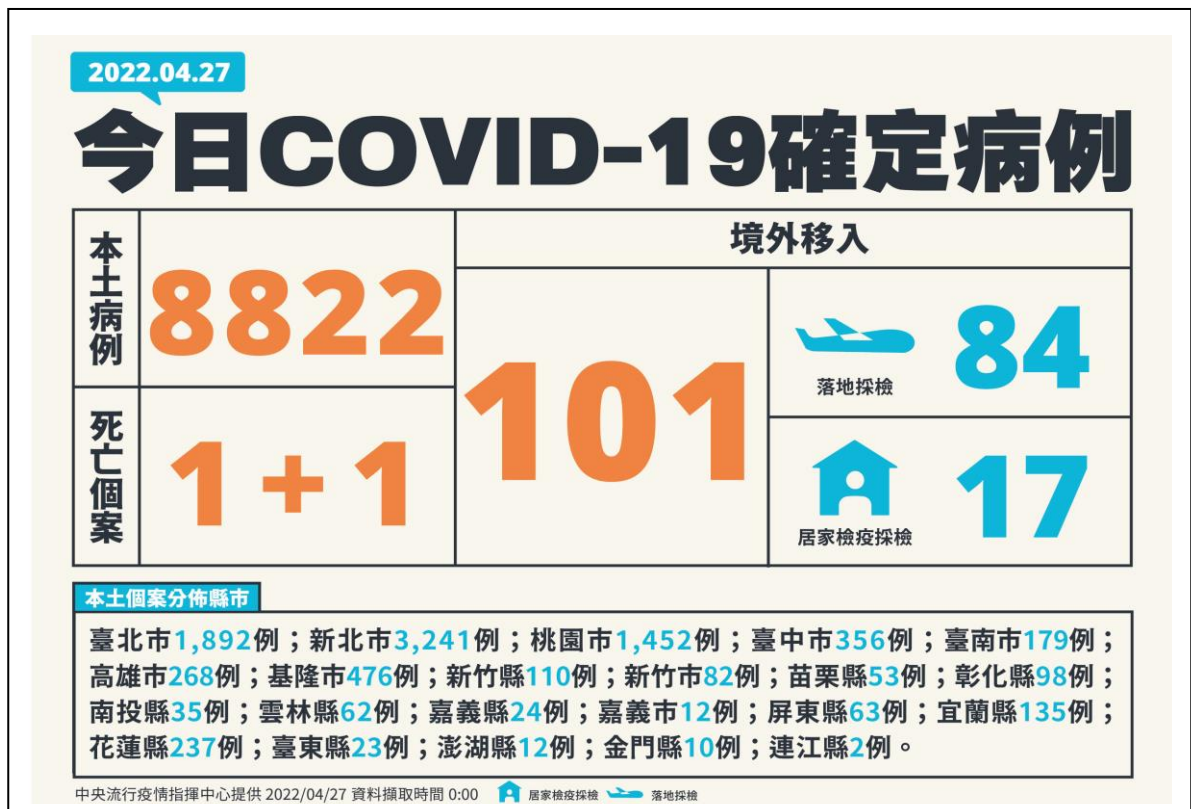 2022.04.27
今日COVID-19確定病例
本土病例
8822
死亡個案
1+1
境外移入
101
84
落地採檢
17
居家檢疫採檢
本土個案分佈縣市
臺北市1,892例；新北市3,241例；桃園市1,452例；臺中市356例；臺南市179例；
高雄市268例；基隆市476例；新竹縣110例；新竹市82例；苗栗縣53例；彰化縣98例；
南投縣35例；雲林縣62例；嘉義縣24例；嘉義市12例；屏東縣63例；宜蘭縣135例；
花蓮縣237例；臺東縣23例；澎湖縣12例；金門縣10例；連江縣2例。
中央流行疫情指揮中心提供 2022/04/27 資料擷取時間 0:00 居家檢疫採檢 落地採檢